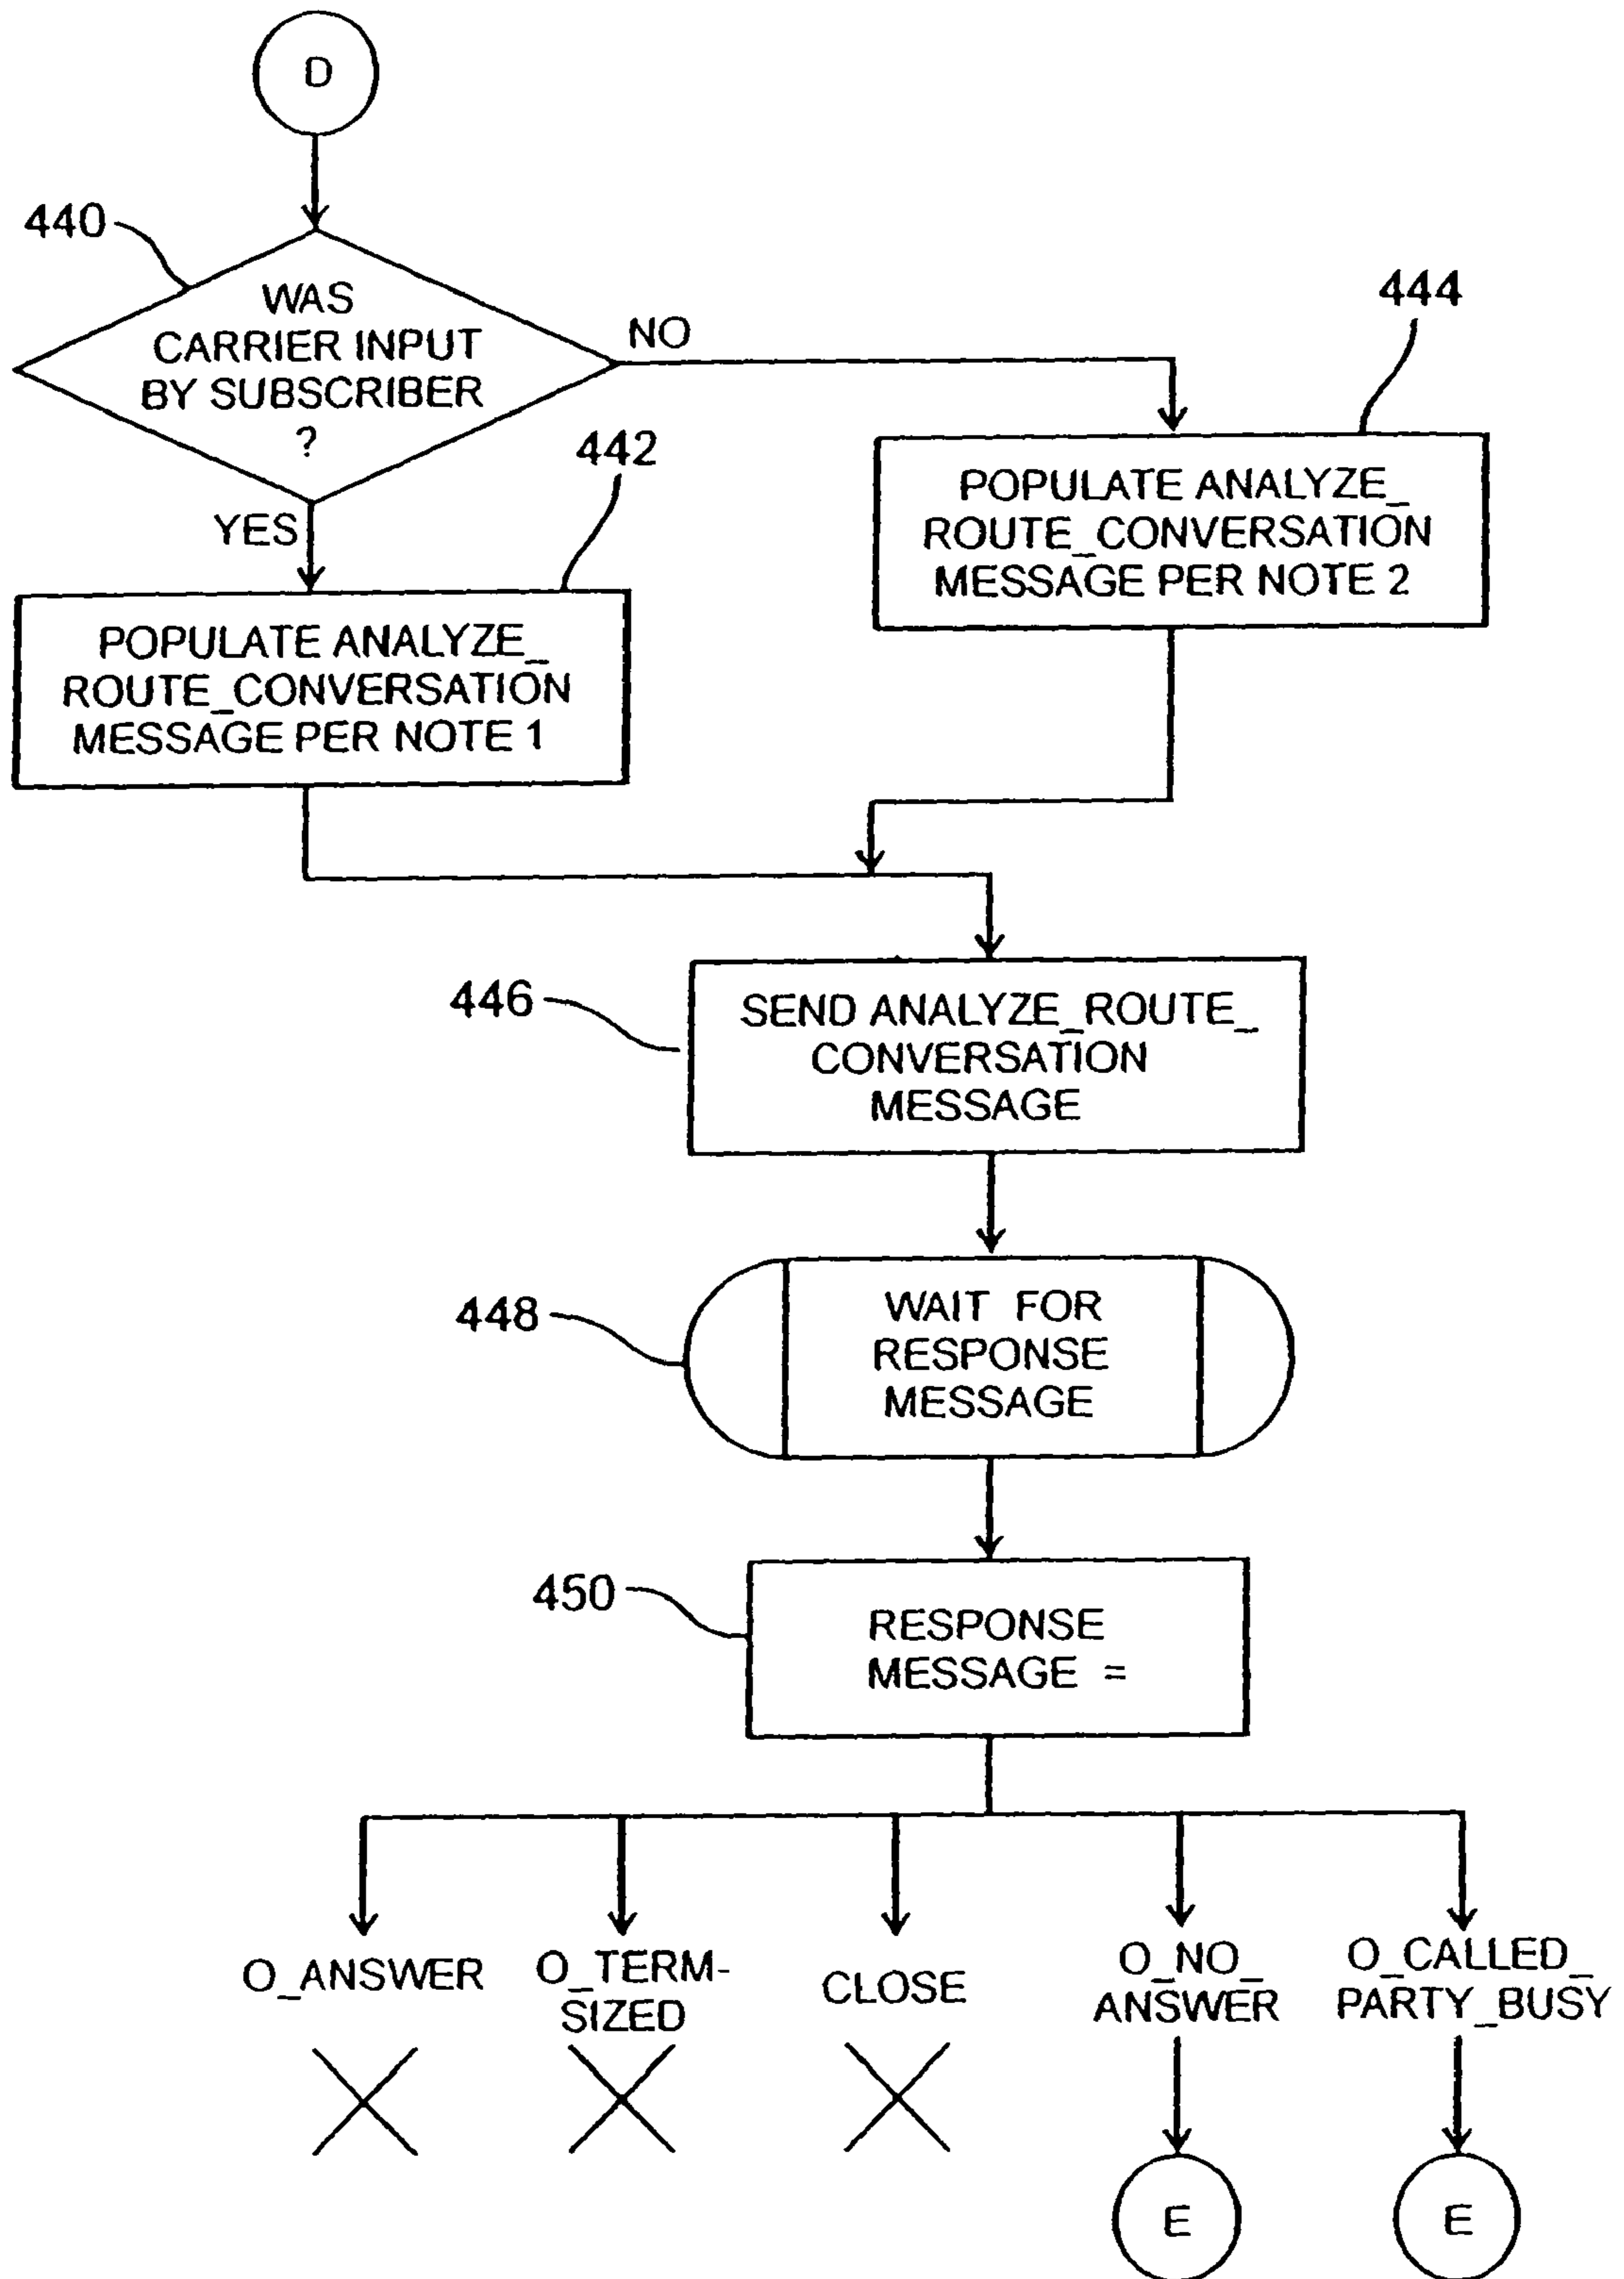 D
440
WAS
CARRIER INPUT
BY SUBSCRIBER
?
NO
YES
444
POPULATE ANALYZE_
ROUTE_CONVERSATION
MESSAGE PER NOTE 2
442
POPULATE ANALYZE_
ROUTE_CONVERSATION
MESSAGE PER NOTE 1
446
SEND ANALYZE_ROUTE_
CONVERSATION
MESSAGE
448
WAIT FOR
RESPONSE
MESSAGE
450
RESPONSE
MESSAGE =
O_ANSWER
O_TERM-
SIZED
CLOSE
O_NO_
ANSWER
O_CALLED_
PARTY_BUSY
E
E